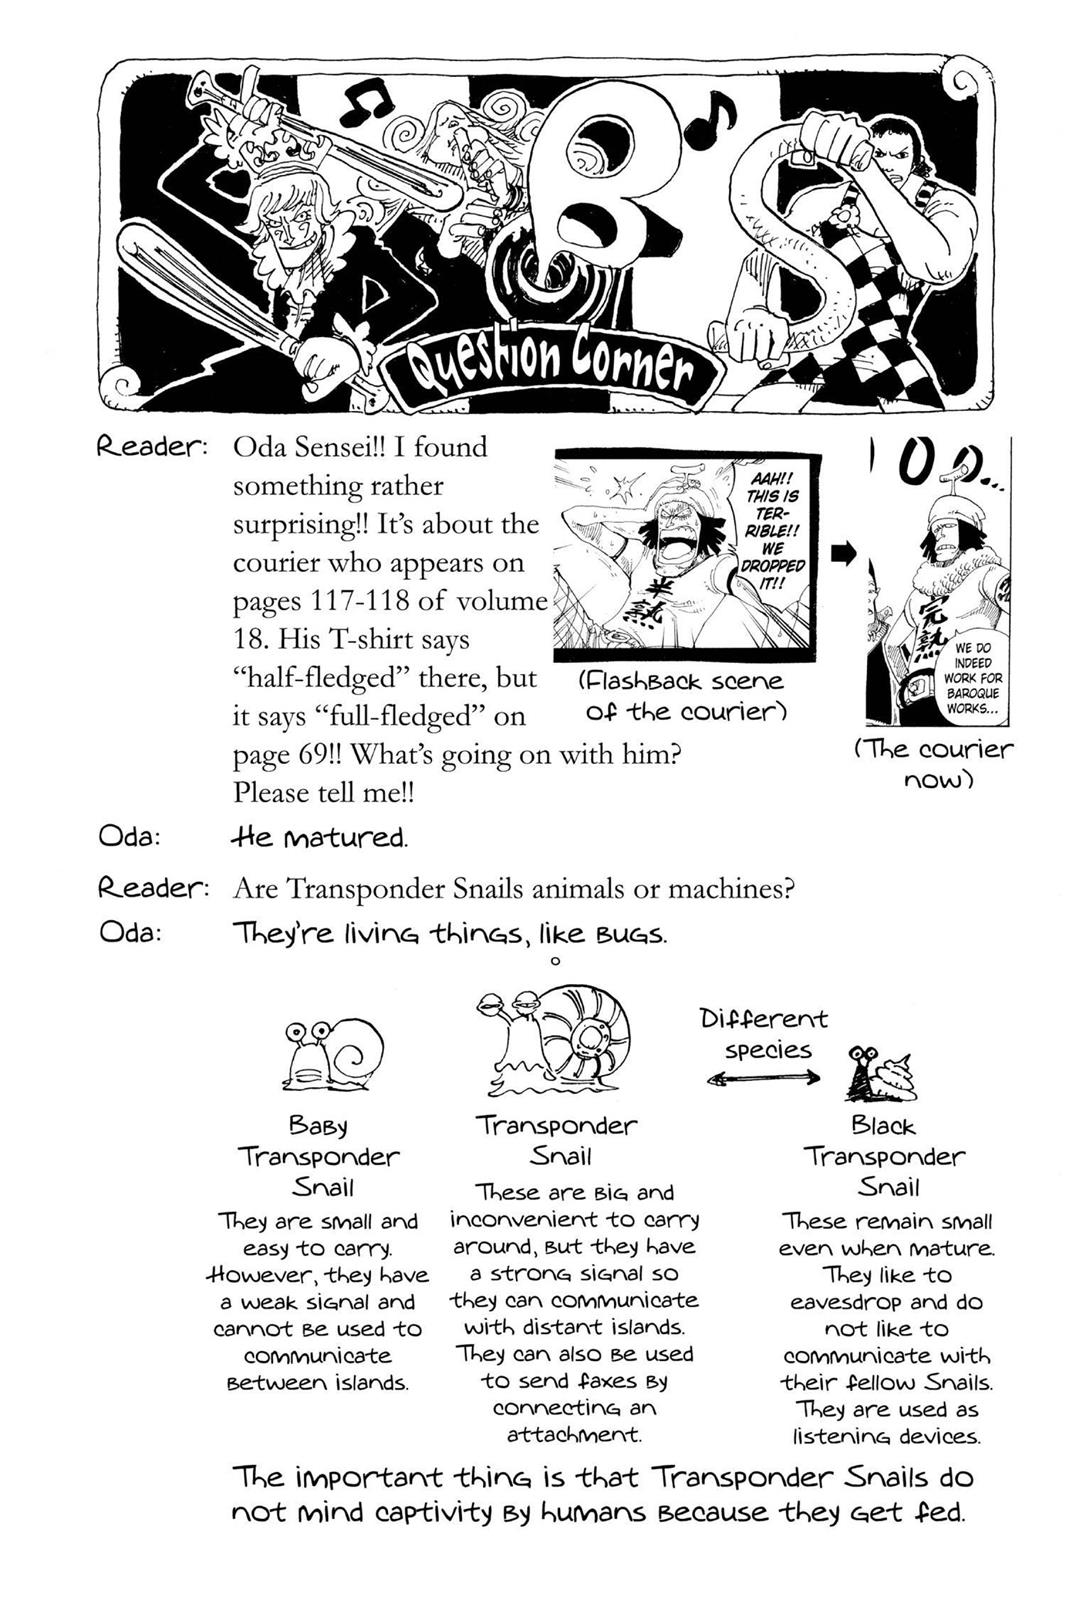 SBS
Question Corner
Reader: Oda Sensei!! I found
something rather
surprising!! It's about the
courier who appears on
pages 117-118 of volume
18. His T-shirt says
"half-fledged" there, but
it says "full-fledged" on
page 69!! What's going on with him?
Please tell me!!
AAH!!
THIS IS
TER-
RIBLE!!
WE
DROPPED
IT!!
半熟
(Flashback scene
of the courier)
完熟
WE DO
INDEED
WORK FOR
BAROQUE
WORKS...
(The courier
now)
Oda: He matured.
Reader: Are Transponder Snails animals or machines?
Oda: They're living things, like bugs.
Baby
Transponder
Snail
They are small and
easy to carry.
However, they have
a weak signal and
cannot be used to
communicate
between islands.
Transponder
Snail
These are big and
inconvenient to carry
around, but they have
a strong signal so
they can communicate
with distant islands.
They can also be used
to send faxes by
connecting an
attachment.
Different
species
Black
Transponder
Snail
These remain small
even when mature.
They like to
eavesdrop and do
not like to
communicate with
their fellow Snails.
They are used as
listening devices.
The important thing is that Transponder Snails do
not mind captivity by humans because they get fed.